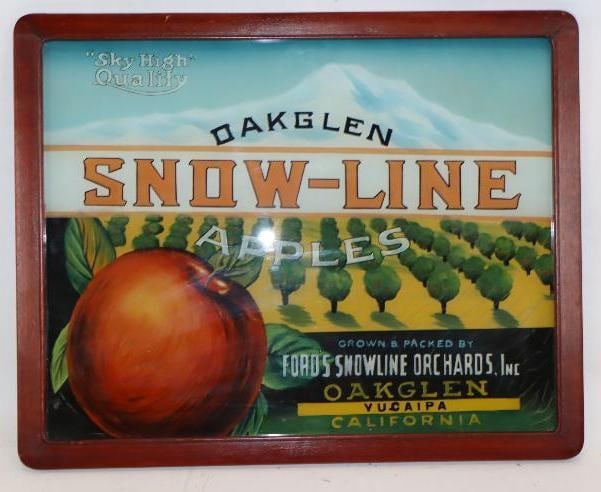 "Sky High"
Quality
OAKGLEN
SNOW-LINE
APPLES
GROWN & PACKED BY
FORD'S SNOWLINE ORCHARDS, INC
OAKGLEN
YUCAIPA
CALIFORNIA